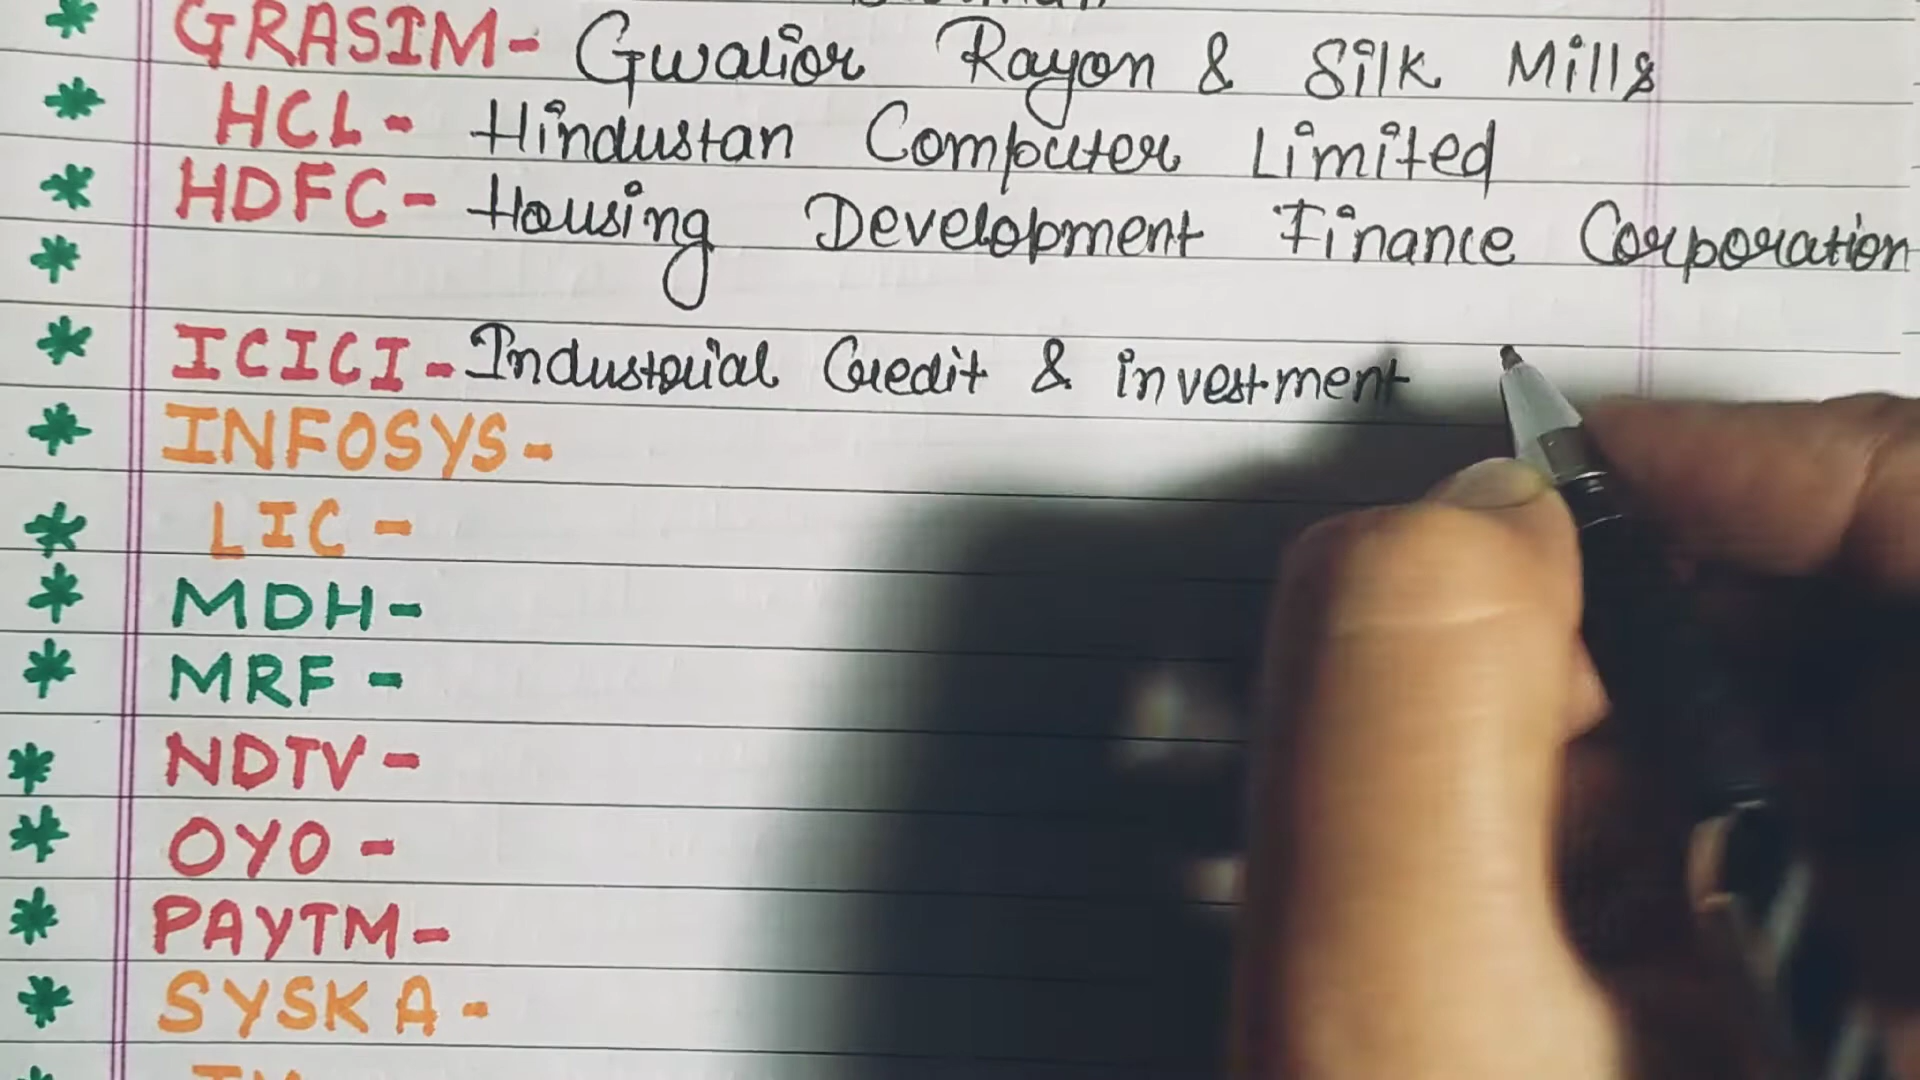 GRASIM- Gwalior Rayon & Silk Mills
HCL- Hindustan Computer Limited
HDFC- Housing Development Finance Corporation
ICICI- Industrial Credit & investment
INFOSYS-
LIC -
MDH-
MRF -
NDTV-
OYO -
PAYTM-
SYSKA -